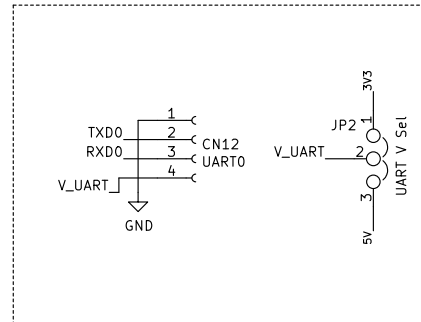 1
TXD0
2
RXD0
3
4
CN12
UART0
V_UART
GND
3V3
JP2
1
V_UART
2
3
UART V Sel
5V